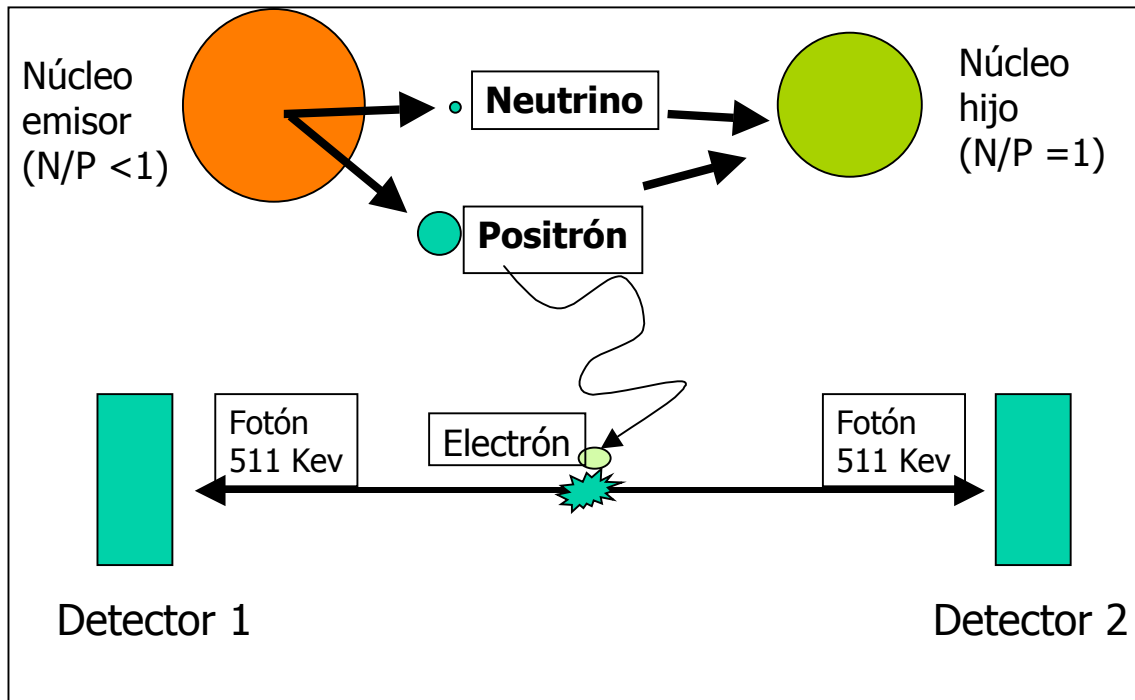 Núcleo
emisor
(N/P <1)
Neutrino
Núcleo
hijo
(N/P =1)
Positrón
Fotón
511 Kev
Electrón
Fotón
511 Kev
Detector 1
Detector 2